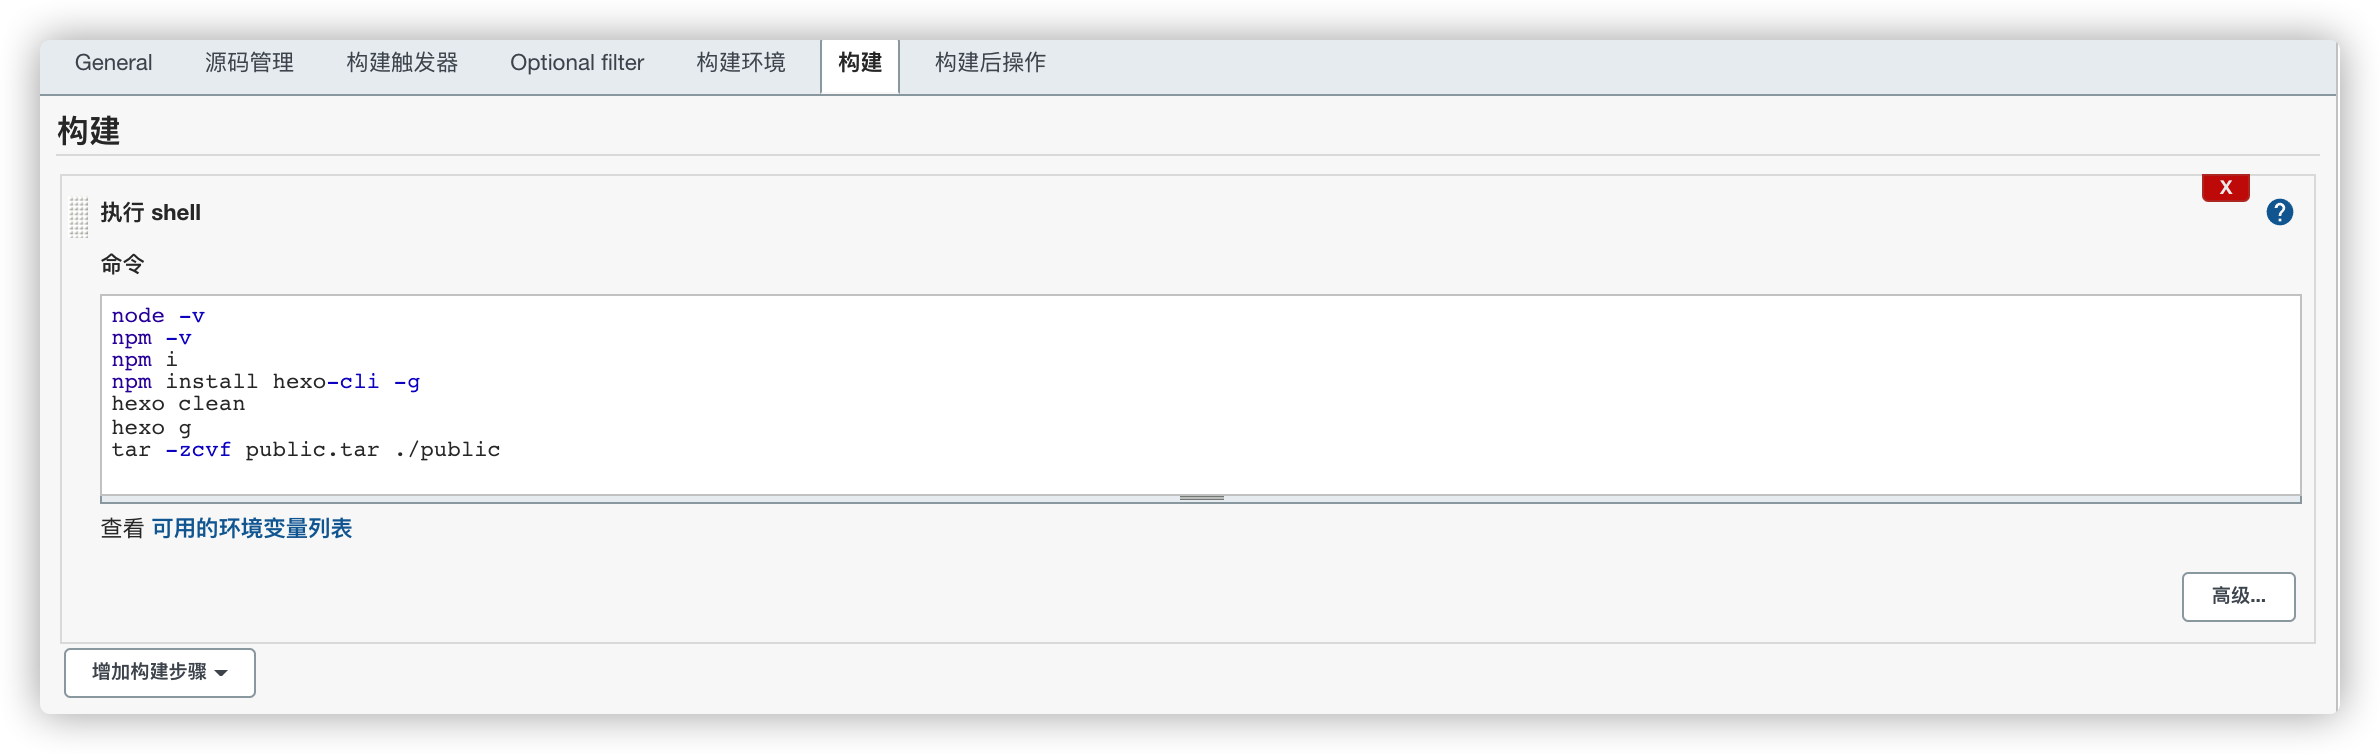 General 源码管理 构建触发器 Optional filter 构建环境 构建 构建后操作
构建
X
执行 shell
?
命令
node -v
npm -v
npm i
npm install hexo-cli -g
hexo clean
hexo g
tar -zcvf public.tar ./public
查看 可用的环境变量列表
高级...
增加构建步骤